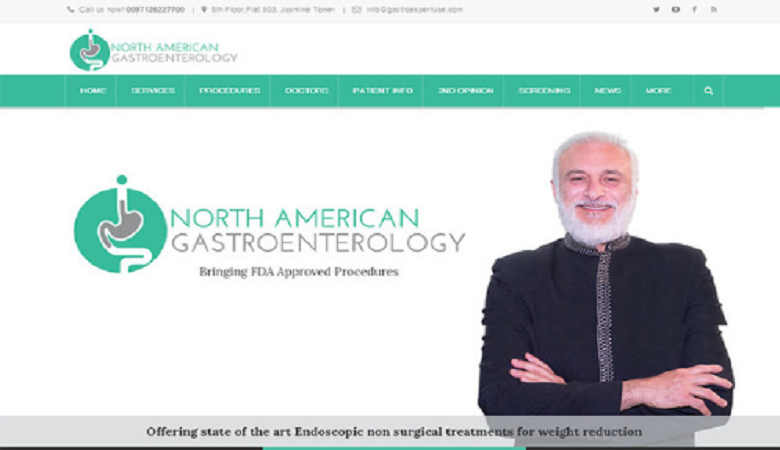 Call us now! 0097126227700 | 5th Floor,Flat 503, Jasmine Tower | info@gastroexpertuae.com
NORTH AMERICAN
GASTROENTEROLOGY
HOME SERVICES PROCEDURES DOCTORS PATIENT INFO 2ND OPINION SCREENING NEWS MORE
NORTH AMERICAN
GASTROENTEROLOGY
Bringing FDA Approved Procedures
Offering state of the art Endoscopic non surgical treatments for weight reduction